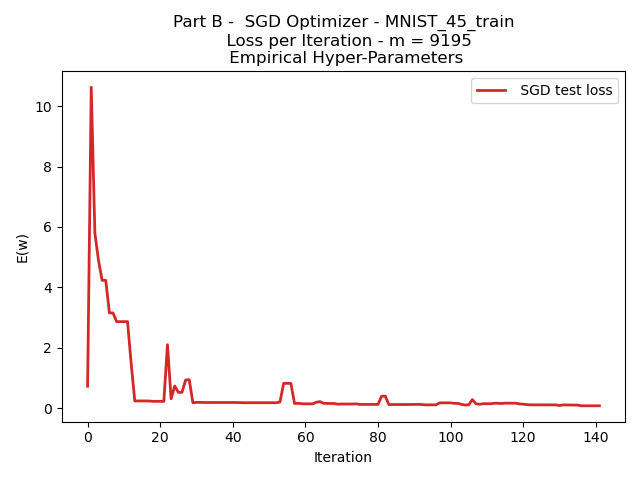 Part B -  SGD Optimizer - MNIST_45_train
Loss per Iteration - m = 9195
Empirical Hyper-Parameters
SGD test loss
E(w)
10
8
6
4
2
0
0 20 40 60 80 100 120 140
Iteration